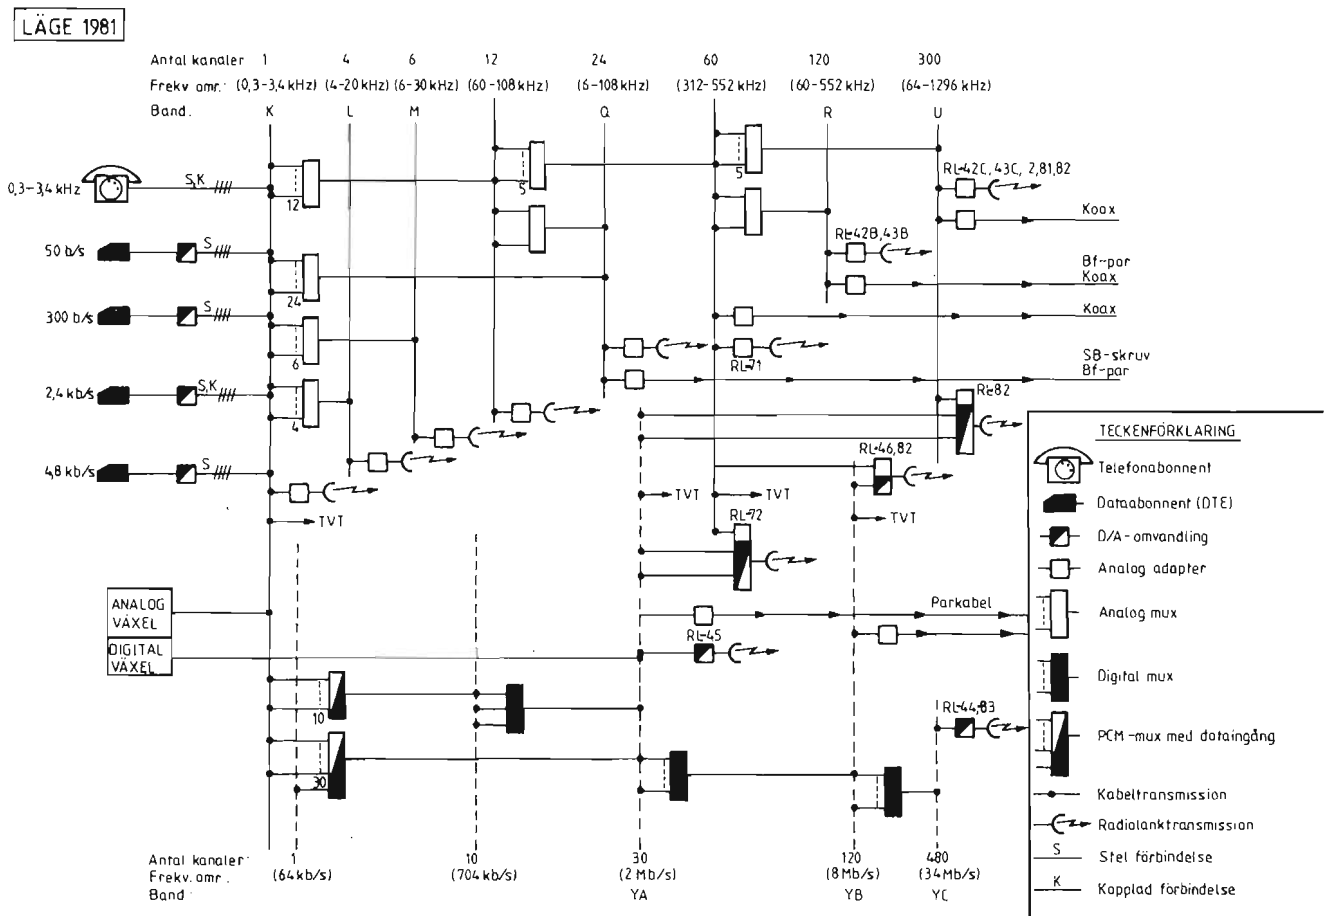 LÄGE 1981
Antal kanaler 1 4 6 12 24 60 120 300
Frekv omr: (0,3-3,4 kHz) (4-20 kHz) (6-30 kHz) (60-108 kHz) (6-108 kHz) (312-552 kHz) (60-552 kHz) (64-1296 kHz)
Band. K L M Q R U
0,3-3,4 kHz
S,K
12
5
5
RL-42C, 43C, 2,81,82
Koax
50 b/s
S
RL-42B, 43B
24
Bf-par
Koax
300 b/s
S
Koax
6
RL-71
SB-skruv
Bf-par
2,4 kb/s
S,K
4
RL-82
4,8 kb/s
S
RL-46,82
TVT
TVT
TVT
TVT
RL-72
ANALOG
VÄXEL
Parkabel
DIGITAL
VÄXEL
RL-45
10
RL-44,83
30
Antal kanaler: 1 10 30 120 480
Frekv. omr. (64 kb/s) (704 kb/s) (2 Mb/s) (8 Mb/s) (34 Mb/s)
Band YA YB YC
TECKENFÖRKLARING
Telefonabonnent
Dataabonnent (DTE)
D/A-omvandling
Analog adapter
Analog mux
Digital mux
PCM-mux med dataingång
Kabeltransmission
Radiolänktransmission
S Stel förbindelse
K Kopplad förbindelse